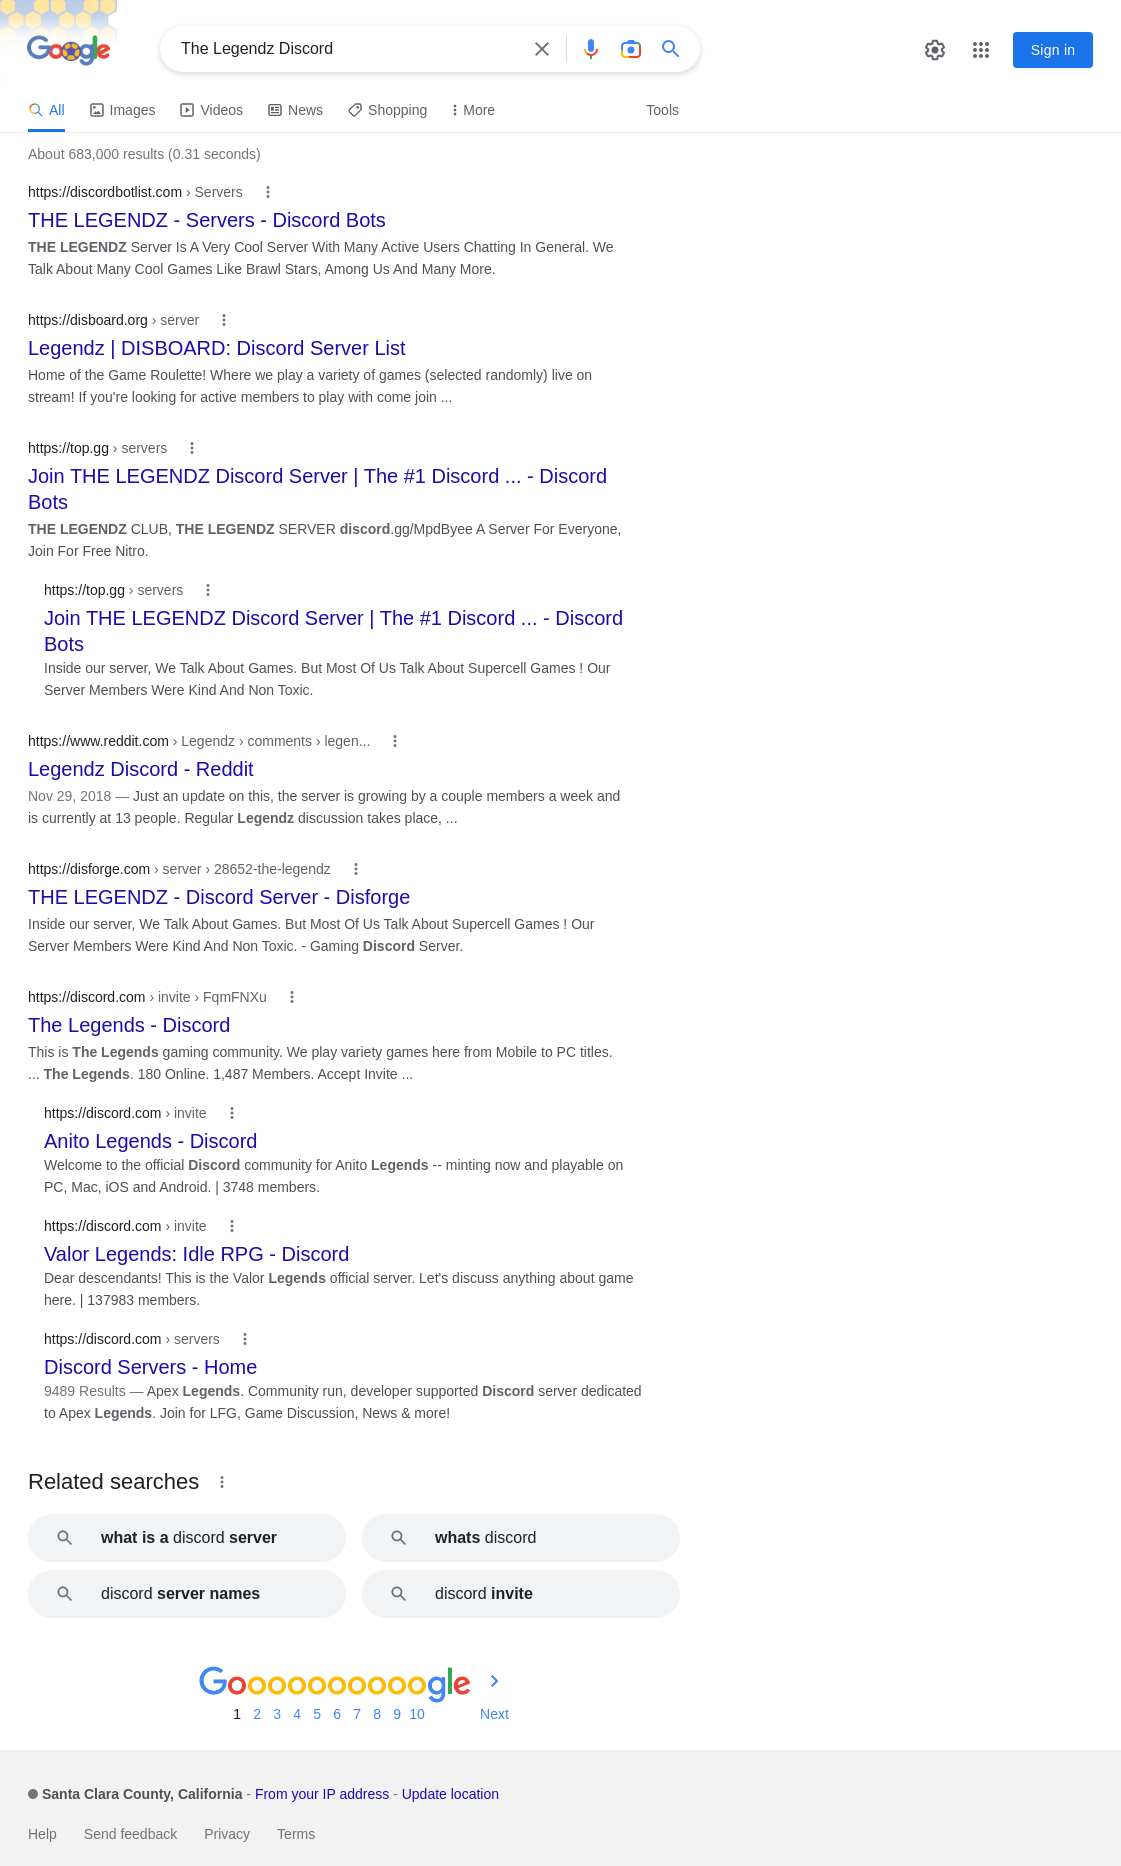 Google
The Legendz Discord
Sign in
All Images Videos News Shopping More Tools
About 683,000 results (0.31 seconds)
https://discordbotlist.com › Servers
THE LEGENDZ - Servers - Discord Bots
THE LEGENDZ Server Is A Very Cool Server With Many Active Users Chatting In General. We
Talk About Many Cool Games Like Brawl Stars, Among Us And Many More.
https://disboard.org › server
Legendz | DISBOARD: Discord Server List
Home of the Game Roulette! Where we play a variety of games (selected randomly) live on
stream! If you're looking for active members to play with come join ...
https://top.gg › servers
Join THE LEGENDZ Discord Server | The #1 Discord ... - Discord
Bots
THE LEGENDZ CLUB, THE LEGENDZ SERVER discord.gg/MpdByee A Server For Everyone,
Join For Free Nitro.
https://top.gg › servers
Join THE LEGENDZ Discord Server | The #1 Discord ... - Discord
Bots
Inside our server, We Talk About Games. But Most Of Us Talk About Supercell Games ! Our
Server Members Were Kind And Non Toxic.
https://www.reddit.com › Legendz › comments › legen...
Legendz Discord - Reddit
Nov 29, 2018 — Just an update on this, the server is growing by a couple members a week and
is currently at 13 people. Regular Legendz discussion takes place, ...
https://disforge.com › server › 28652-the-legendz
THE LEGENDZ - Discord Server - Disforge
Inside our server, We Talk About Games. But Most Of Us Talk About Supercell Games ! Our
Server Members Were Kind And Non Toxic. - Gaming Discord Server.
https://discord.com › invite › FqmFNXu
The Legends - Discord
This is The Legends gaming community. We play variety games here from Mobile to PC titles.
... The Legends. 180 Online. 1,487 Members. Accept Invite ...
https://discord.com › invite
Anito Legends - Discord
Welcome to the official Discord community for Anito Legends -- minting now and playable on
PC, Mac, iOS and Android. | 3748 members.
https://discord.com › invite
Valor Legends: Idle RPG - Discord
Dear descendants! This is the Valor Legends official server. Let's discuss anything about game
here. | 137983 members.
https://discord.com › servers
Discord Servers - Home
9489 Results — Apex Legends. Community run, developer supported Discord server dedicated
to Apex Legends. Join for LFG, Game Discussion, News & more!
Related searches
what is a discord server
whats discord
discord server names
discord invite
Goooooooooogle
1 2 3 4 5 6 7 8 9 10 Next
Santa Clara County, California - From your IP address - Update location
Help Send feedback Privacy Terms